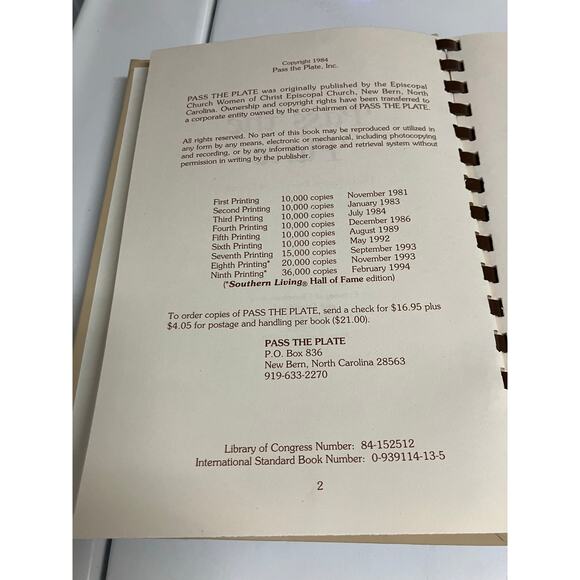 Copyright 1984
Pass the Plate, Inc.
PASS THE PLATE was originally published by the Episcopal
Church Women of Christ Episcopal Church, New Bern, North
Carolina. Ownership and copyright rights have been transferred to
a corporate entity owned by the co-chairmen of PASS THE PLATE.
All rights reserved. No part of this book may be reproduced or utilized in
any form by any means, electronic or mechanical, including photocopying
and recording, or by any information storage and retrieval system without
permission in writing by the publisher.
First Printing 10,000 copies November 1981
Second Printing 10,000 copies January 1983
Third Printing 10,000 copies July 1984
Fourth Printing 10,000 copies December 1986
Fifth Printing 10,000 copies August 1989
Sixth Printing 10,000 copies May 1992
Seventh Printing 15,000 copies September 1993
Eighth Printing* 20,000 copies November 1993
Ninth Printing* 36,000 copies February 1994
(*Southern Living® Hall of Fame edition)
To order copies of PASS THE PLATE, send a check for $16.95 plus
$4.05 for postage and handling per book ($21.00).
PASS THE PLATE
P.O. Box 836
New Bern, North Carolina 28563
919-633-2270
Library of Congress Number: 84-152512
International Standard Book Number: 0-939114-13-5
2